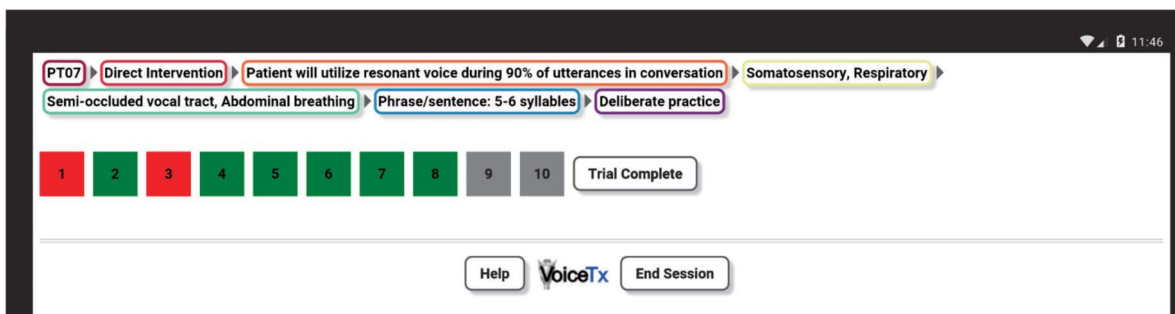 11:46
PT07 Direct Intervention Patient will utilize resonant voice during 90% of utterances in conversation Somatosensory, Respiratory
Semi-occluded vocal tract, Abdominal breathing Phrase/sentence: 5-6 syllables Deliberate practice
1 2 3 4 5 6 7 8 9 10 Trial Complete
Help VoiceTx End Session